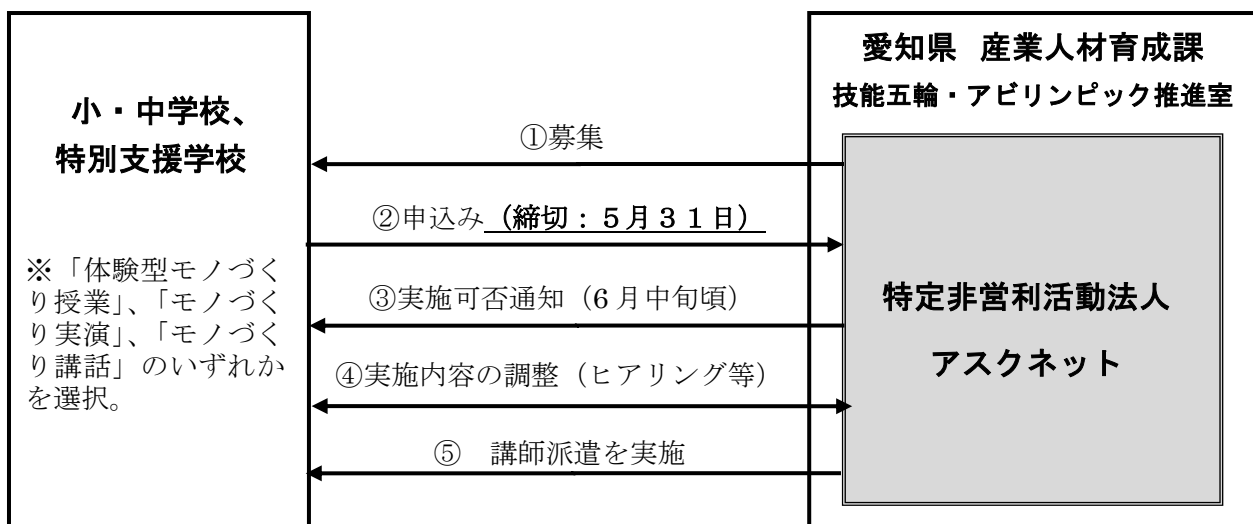 小・中学校、
特別支援学校
※「体験型モノづく
り授業」、「モノづく
り実演」、「モノづく
り講話」のいずれか
を選択。
①募集
②申込み（締切：５月３１日）
③実施可否通知（6 月中旬頃）
④実施内容の調整（ヒアリング等）
⑤　講師派遣を実施
愛知県　産業人材育成課
技能五輪・アビリンピック推進室
特定非営利活動法人
アスクネット